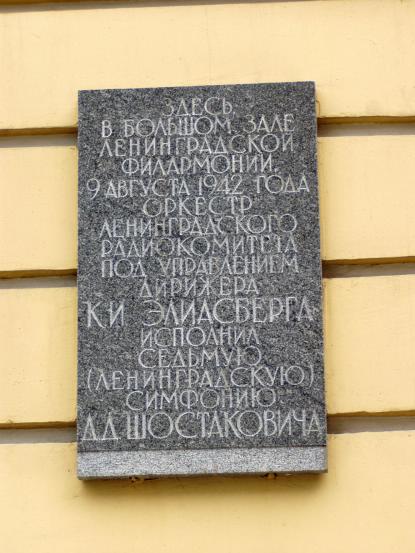 ЗДЕСЬ
В БОЛЬШОМ ЗАЛЕ
ЛЕНИНГРАДСКОЙ
ФИЛАРМОНИИ
9 АВГУСТА 1942 ГОДА
ОРКЕСТР
ЛЕНИНГРАДСКОГО
РАДИОКОМИТЕТА
ПОД УПРАВЛЕНИЕМ
ДИРИЖЕРА
К.И ЭЛИАСБЕРГА
ИСПОЛНИЛ
СЕДЬМУЮ
(ЛЕНИНГРАДСКУЮ)
СИМФОНИЮ
Д.Д.ШОСТАКОВИЧА